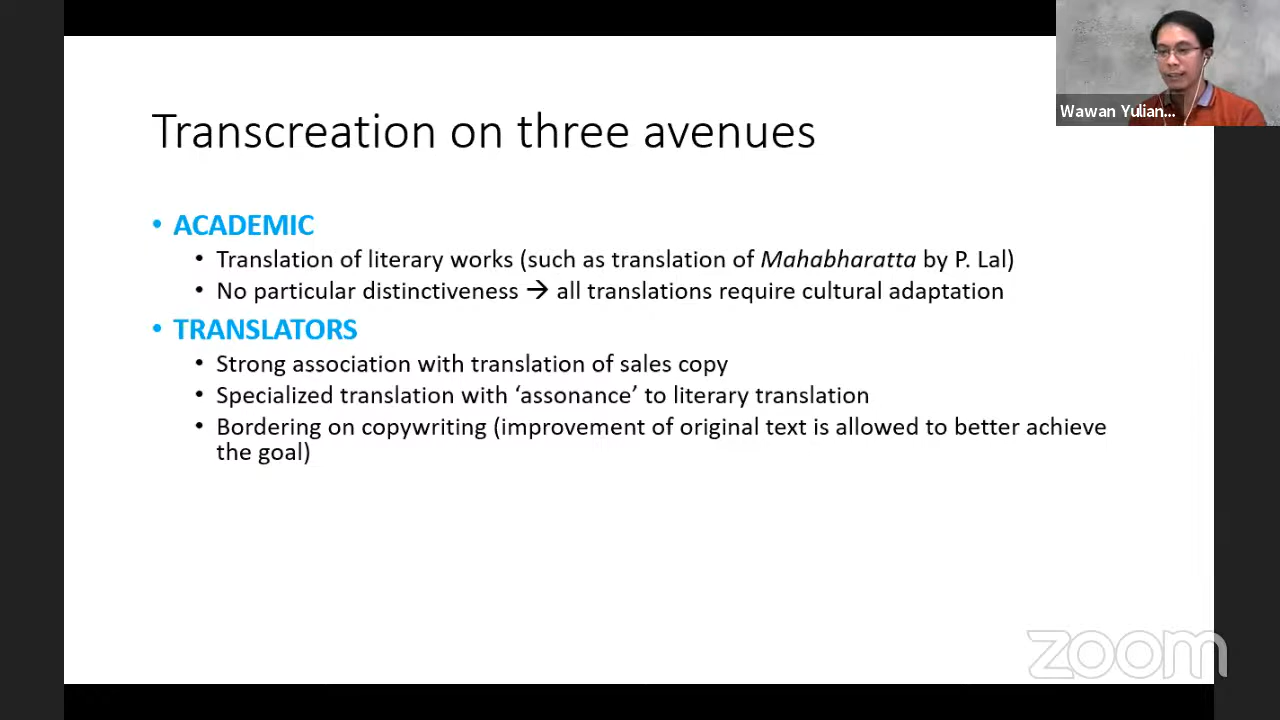 Wawan Yulian...
Transcreation on three avenues
• ACADEMIC
• Translation of literary works (such as translation of Mahabharatta by P. Lal)
• No particular distinctiveness → all translations require cultural adaptation
• TRANSLATORS
• Strong association with translation of sales copy
• Specialized translation with ‘assonance’ to literary translation
• Bordering on copywriting (improvement of original text is allowed to better achieve
the goal)
zoom